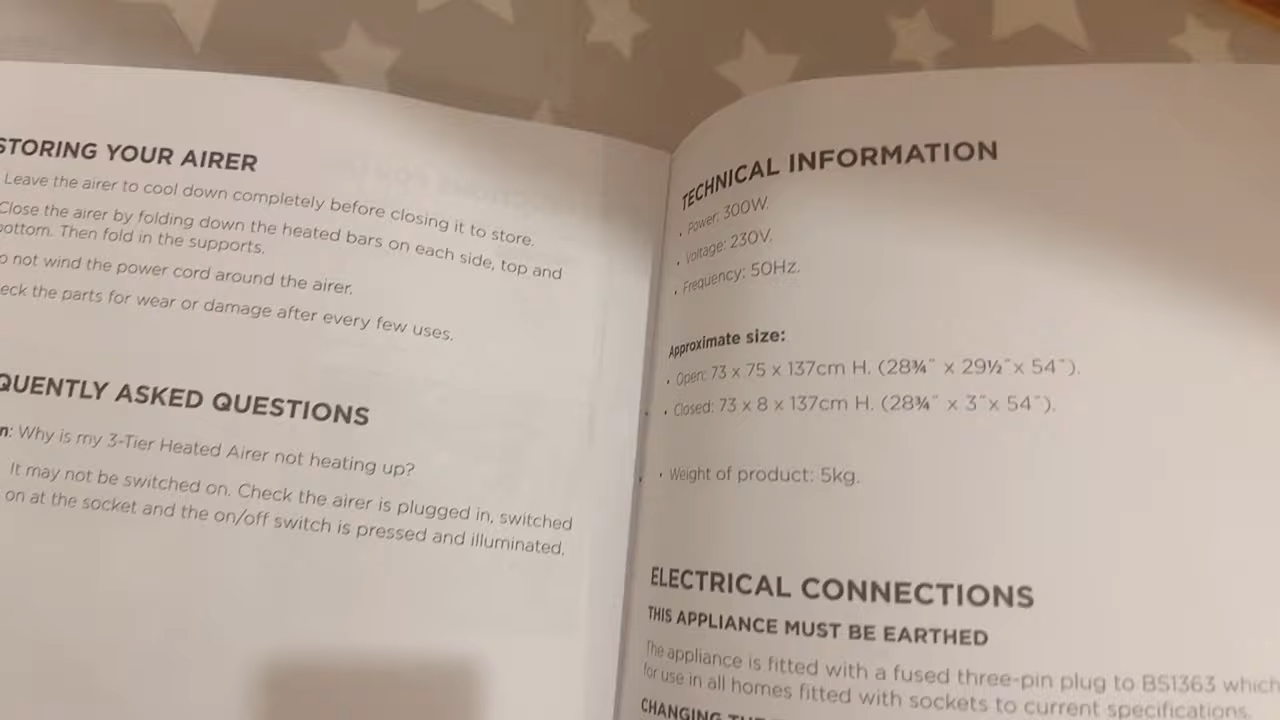 STORING YOUR AIRER
Leave the airer to cool down completely before closing it to store.
Close the airer by folding down the heated bars on each side, top and
bottom. Then fold in the supports.
o not wind the power cord around the airer.
eck the parts for wear or damage after every few uses.
QUENTLY ASKED QUESTIONS
n: Why is my 3-Tier Heated Airer not heating up?
It may not be switched on. Check the airer is plugged in, switched
on at the socket and the on/off switch is pressed and illuminated.
TECHNICAL INFORMATION
• Power: 300W.
• Voltage: 230V.
• Frequency: 50Hz.
Approximate size:
• Open: 73 x 75 x 137cm H. (28¾" x 29½"x 54").
• Closed: 73 x 8 x 137cm H. (28¾" x 3"x 54").
• Weight of product: 5kg.
ELECTRICAL CONNECTIONS
THIS APPLIANCE MUST BE EARTHED
The appliance is fitted with a fused three-pin plug to BS1363 which
for use in all homes fitted with sockets to current specifications.
CHANGING